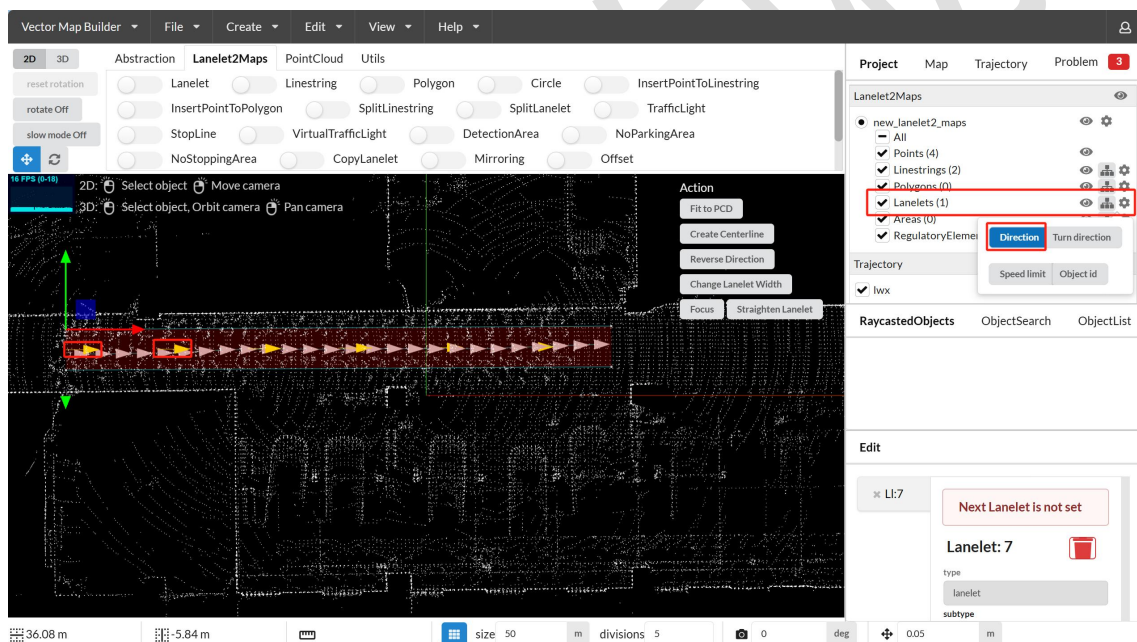 Vector Map Builder File Create Edit View Help
2D 3D Abstraction Lanelet2Maps PointCloud Utils
reset rotation Lanelet Linestring Polygon Circle InsertPointToLinestring
rotate Off InsertPointToPolygon SplitLinestring SplitLanelet TrafficLight
slow mode Off StopLine VirtualTrafficLight DetectionArea NoParkingArea
NoStoppingArea CopyLanelet Mirroring Offset
16 FPS (0-18)
2D: Select object Move camera
3D: Select object, Orbit camera Pan camera
Action
Fit to PCD
Create Centerline
Reverse Direction
Change Lanelet Width
Focus Straighten Lanelet
Project Map Trajectory Problem 3
Lanelet2Maps
new_lanelet2_maps
All
Points (4)
Linestrings (2)
Polygons (0)
Lanelets (1)
Areas (0)
RegulatoryEleme
Direction Turn direction
Speed limit Object id
Trajectory
lwx
RaycastedObjects ObjectSearch ObjectList
Edit
× Ll:7
Next Lanelet is not set
Lanelet: 7
type
lanelet
subtype
36.08 m -5.84 m size 50 m divisions 5 0 deg 0.05 m